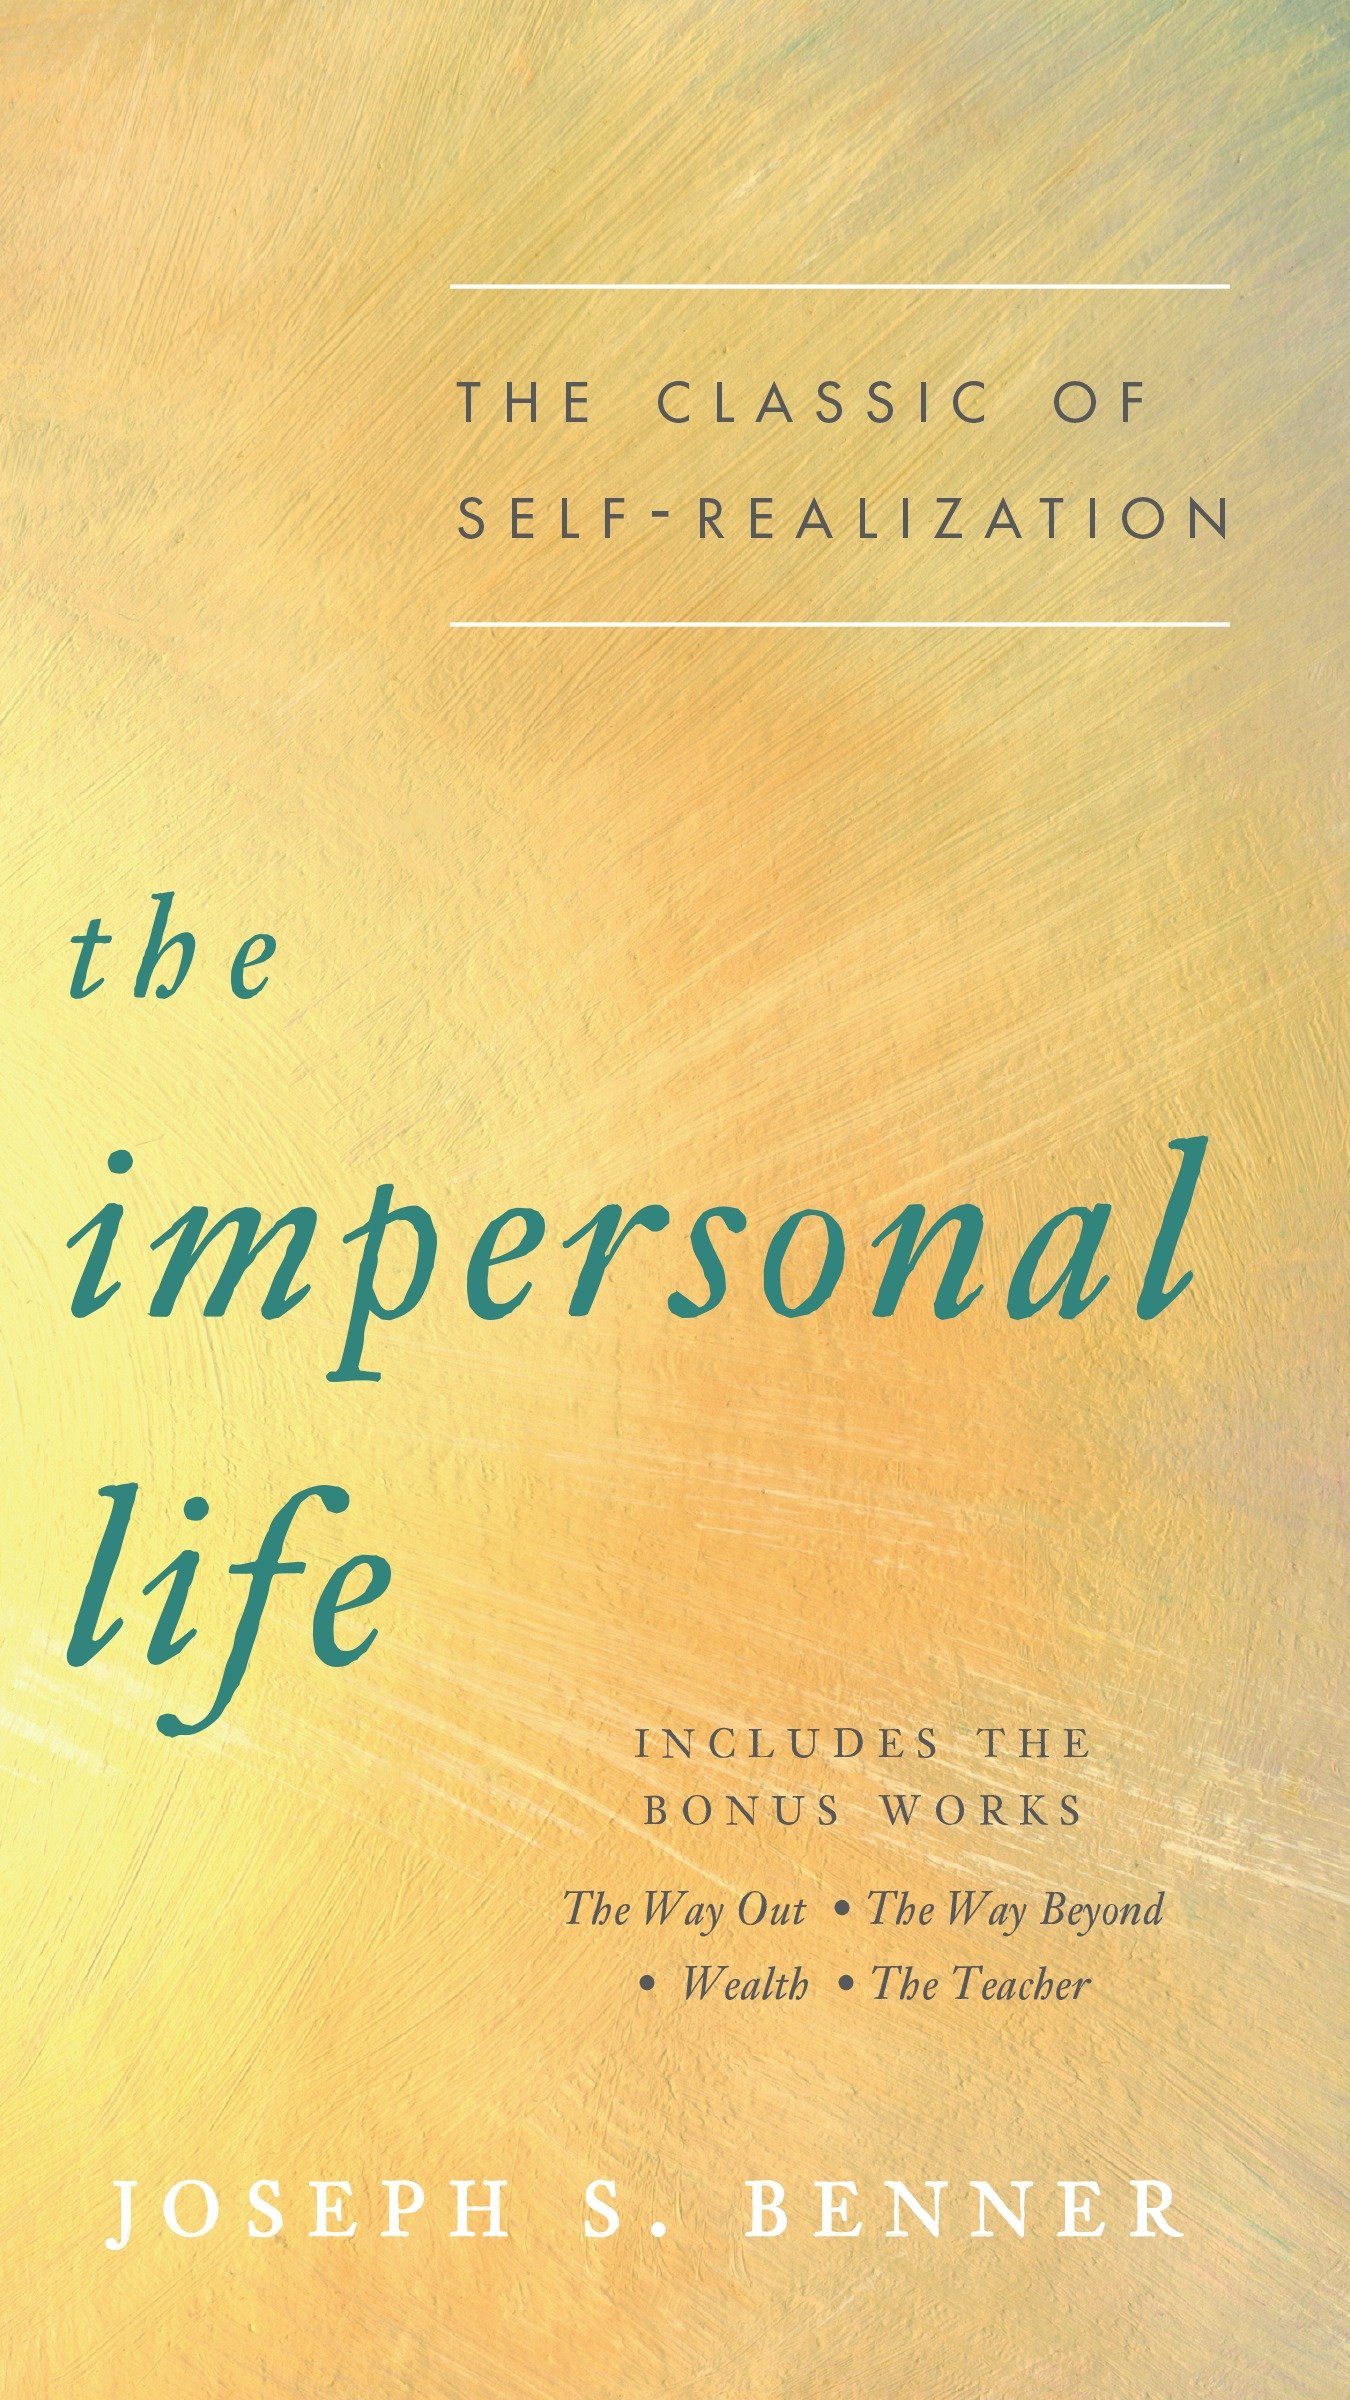 THE CLASSIC OF
SELF-REALIZATION
the
impersonal
life
INCLUDES THE
BONUS WORKS
The Way Out • The Way Beyond
• Wealth • The Teacher
JOSEPH S. BENNER